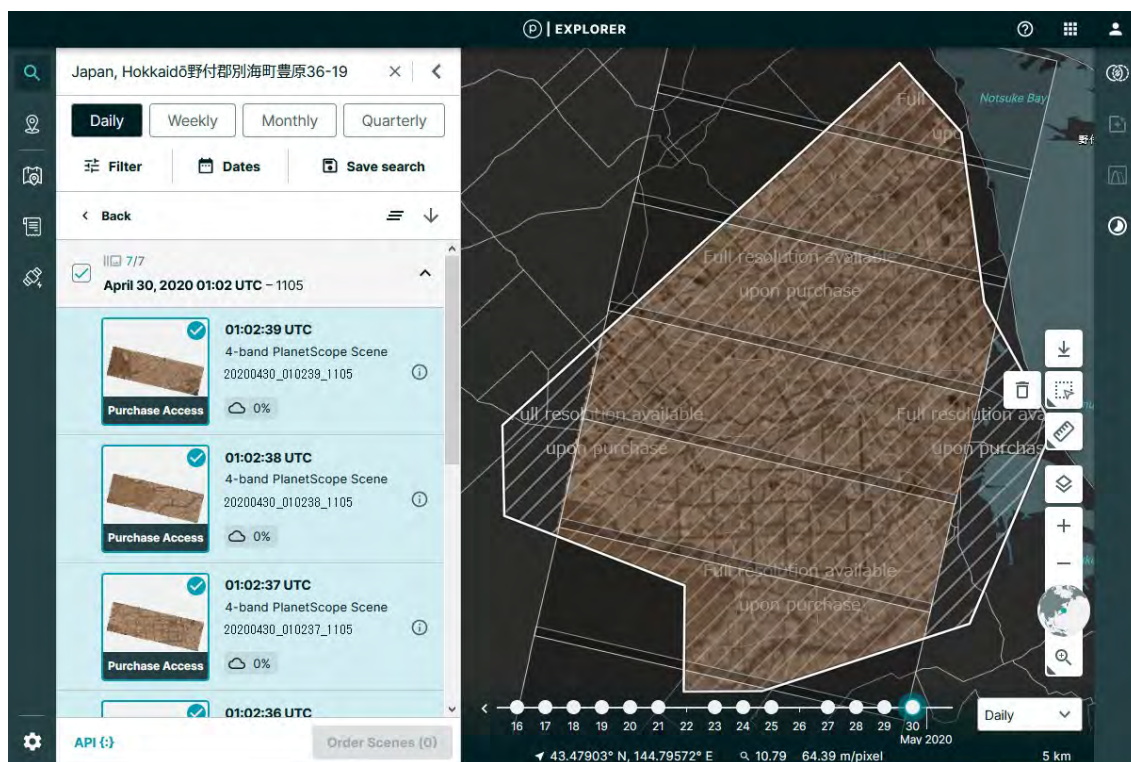 P | EXPLORER
Japan, Hokkaidō野付郡別海町豊原36-19
Daily
Weekly
Monthly
Quarterly
Filter
Dates
Save search
Back
7/7
April 30, 2020 01:02 UTC – 1105
01:02:39 UTC
4-band PlanetScope Scene
20200430_010239_1105
0%
Purchase Access
01:02:38 UTC
4-band PlanetScope Scene
20200430_010238_1105
0%
Purchase Access
01:02:37 UTC
4-band PlanetScope Scene
20200430_010237_1105
0%
Purchase Access
01:02:36 UTC
API {:}
Order Scenes (0)
Full
upo
Notsuke Bay
野付
Full resolution available
upon purchase
ull resolution available
upon purchase
Full resolution ava
upon purchas
Full resolution available
upon purchase
16 17 18 19 20 21 22 23 24 25 26 27 28 29 30
May 2020
Daily
43.47903° N, 144.79572° E
10.79
64.39 m/pixel
5 km